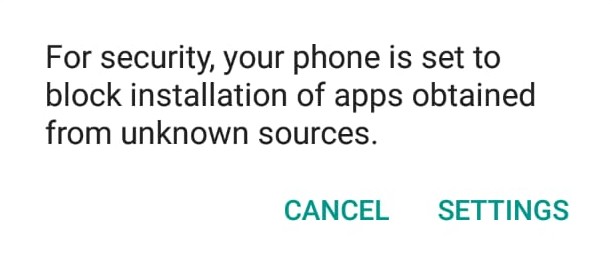 For security, your phone is set to
block installation of apps obtained
from unknown sources.
CANCEL SETTINGS